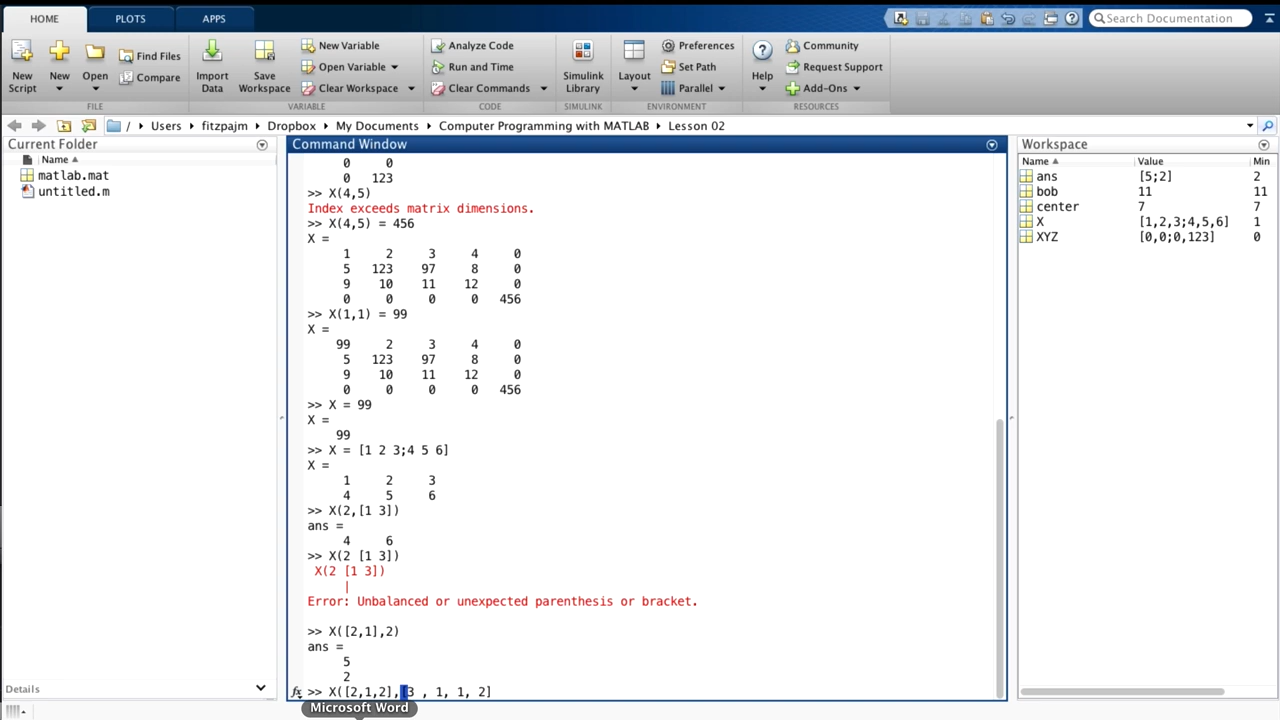 HOME PLOTS APPS Search Documentation
New Script New Open Find Files Compare Import Data Save Workspace New Variable Open Variable Clear Workspace Analyze Code Run and Time Clear Commands Simulink Library Layout Preferences Set Path Parallel Help Community Request Support Add-Ons
FILE VARIABLE CODE SIMULINK ENVIRONMENT RESOURCES
/ Users fitzpajm Dropbox My Documents Computer Programming with MATLAB Lesson 02
Current Folder
Name
matlab.mat
untitled.m
Details
Command Window
0 0
0 123
>> X(4,5)
Index exceeds matrix dimensions.
>> X(4,5) = 456
X =
1 2 3 4 0
5 123 97 8 0
9 10 11 12 0
0 0 0 0 456
>> X(1,1) = 99
X =
99 2 3 4 0
5 123 97 8 0
9 10 11 12 0
0 0 0 0 456
>> X = 99
X =
99
>> X = [1 2 3;4 5 6]
X =
1 2 3
4 5 6
>> X(2,[1 3])
ans =
4 6
>> X(2 [1 3])
X(2 [1 3])
|
Error: Unbalanced or unexpected parenthesis or bracket.
>> X([2,1],2)
ans =
5
2
fx >> X([2,1,2],[3 , 1, 1, 2]
Microsoft Word
Workspace
Name Value Min
ans [5;2] 2
bob 11 11
center 7 7
X [1,2,3;4,5,6] 1
XYZ [0,0;0,123] 0